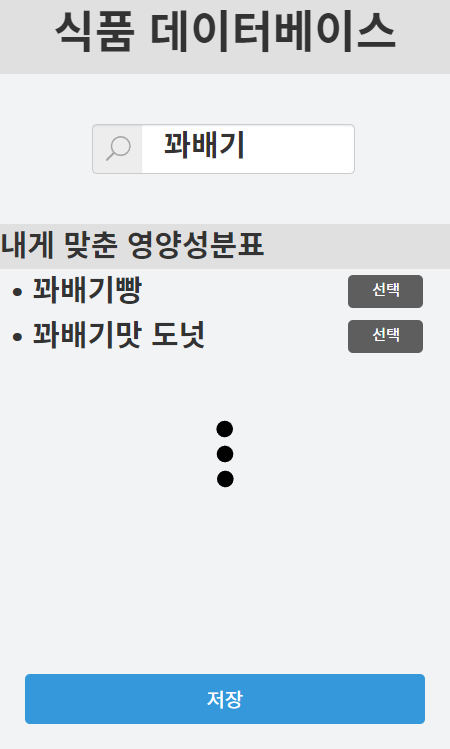 식품 데이터베이스
꽈배기
내게 맞춘 영양성분표
• 꽈배기빵 선택
• 꽈배기맛 도넛 선택
저장